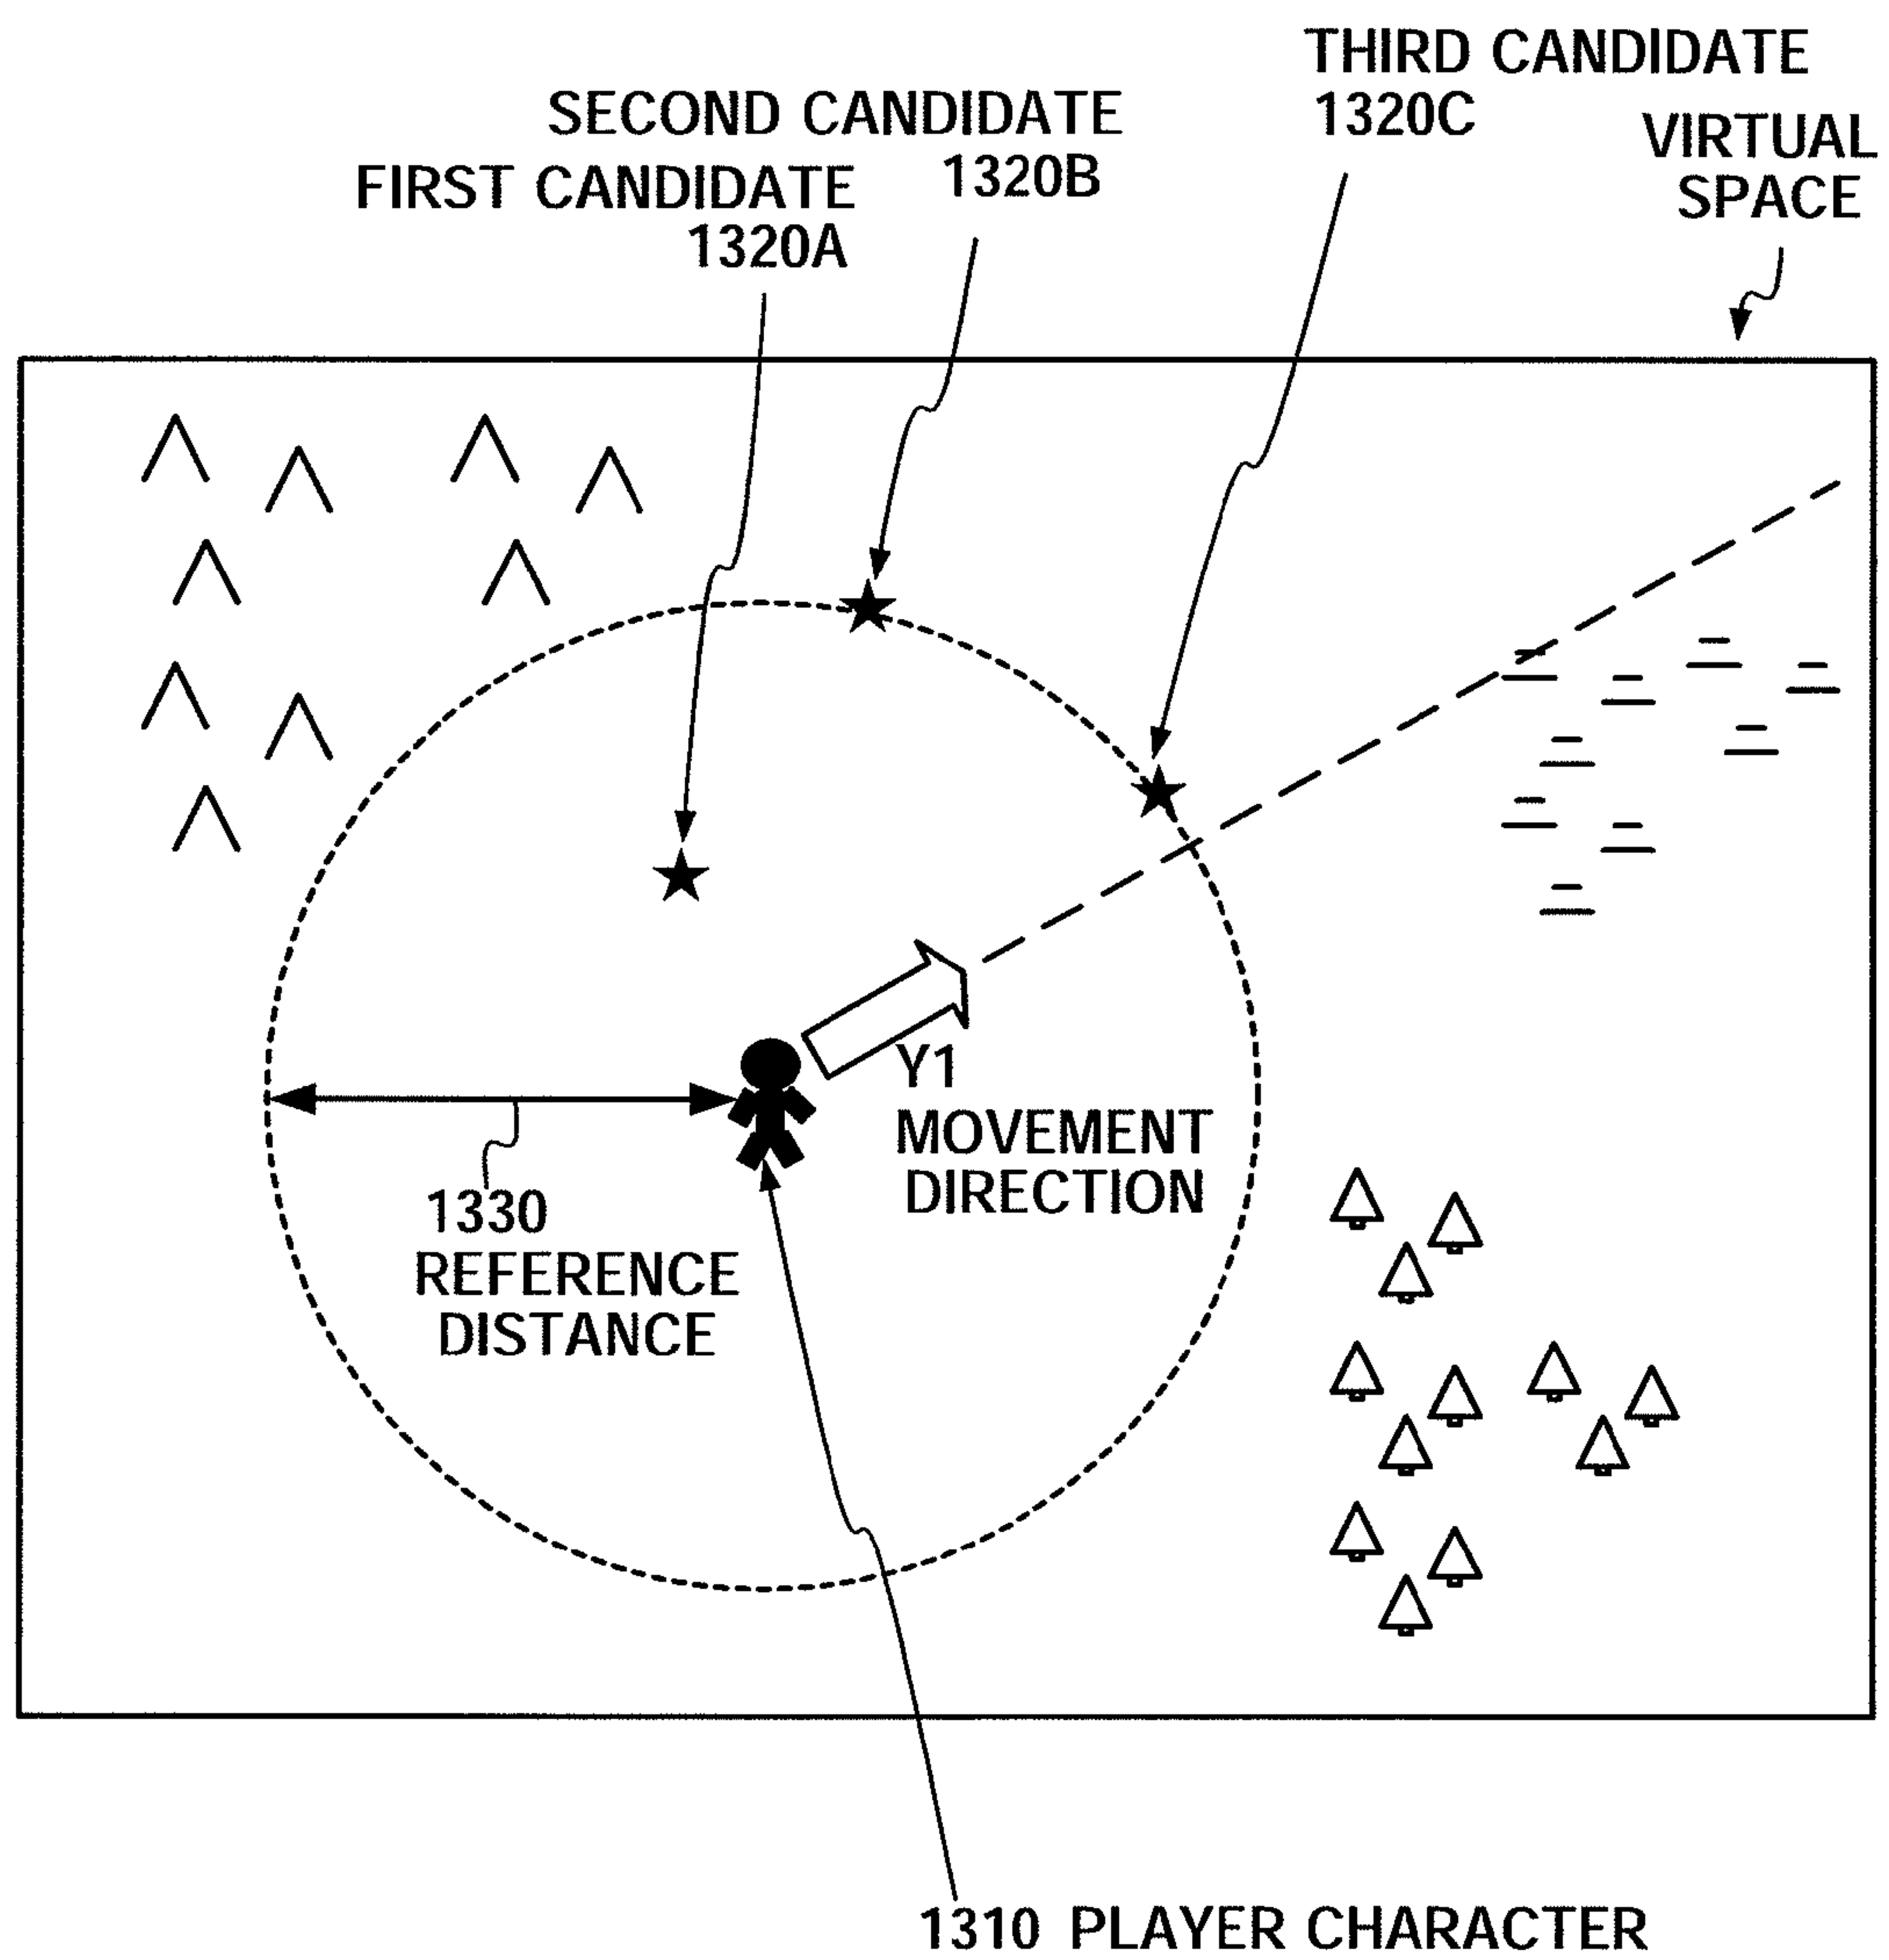 THIRD CANDIDATE
1320C
SECOND CANDIDATE
1320B
VIRTUAL
SPACE
FIRST CANDIDATE
1320A
Y1
MOVEMENT
DIRECTION
1330
REFERENCE
DISTANCE
1310 PLAYER CHARACTER